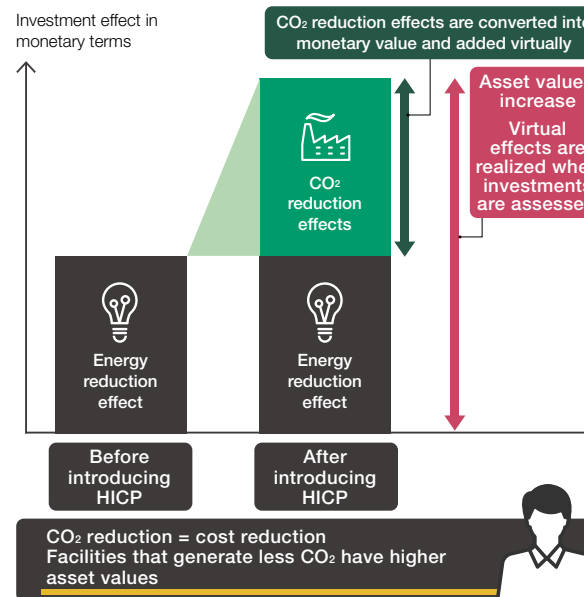 Investment effect in
monetary terms
CO₂ reduction effects are converted into
monetary value and added virtually
Asset value
increase
Virtual
effects are
realized when
investments
are assessed
CO₂
reduction
effects
Energy
reduction
effect
Energy
reduction
effect
Before
introducing
HICP
After
introducing
HICP
CO₂ reduction = cost reduction
Facilities that generate less CO₂ have higher
asset values